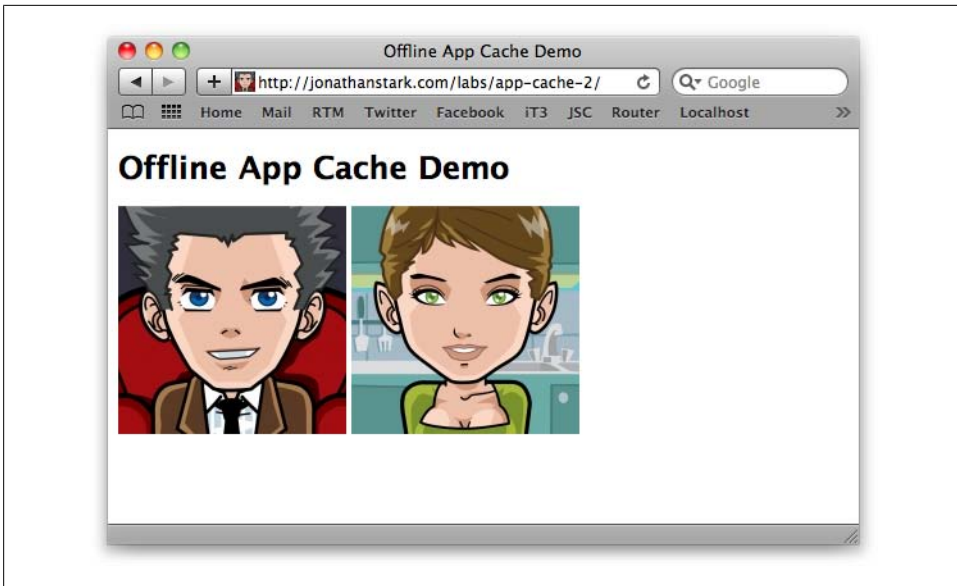 Offline App Cache Demo
http://jonathanstark.com/labs/app-cache-2/
Google
Home Mail RTM Twitter Facebook iT3 JSC Router Localhost
Offline App Cache Demo